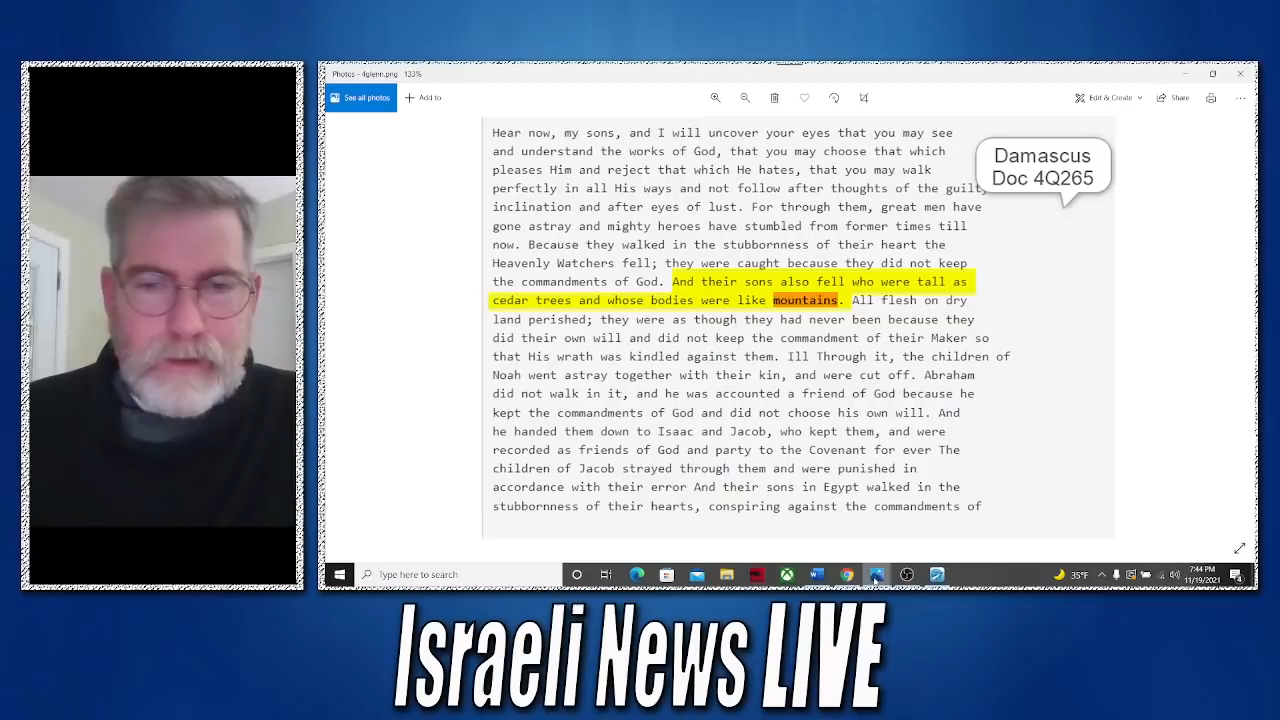 Photos - 4glenn.png 133%
See all photos
Add to
Edit & Create
Share
Hear now, my sons, and I will uncover your eyes that you may see
and understand the works of God, that you may choose that which
pleases Him and reject that which He hates, that you may walk
perfectly in all His ways and not follow after thoughts of the guilty
inclination and after eyes of lust. For through them, great men have
gone astray and mighty heroes have stumbled from former times till
now. Because they walked in the stubbornness of their heart the
Heavenly Watchers fell; they were caught because they did not keep
the commandments of God. And their sons also fell who were tall as
cedar trees and whose bodies were like mountains. All flesh on dry
land perished; they were as though they had never been because they
did their own will and did not keep the commandment of their Maker so
that His wrath was kindled against them. Ill Through it, the children of
Noah went astray together with their kin, and were cut off. Abraham
did not walk in it, and he was accounted a friend of God because he
kept the commandments of God and did not choose his own will. And
he handed them down to Isaac and Jacob, who kept them, and were
recorded as friends of God and party to the Covenant for ever The
children of Jacob strayed through them and were punished in
accordance with their error And their sons in Egypt walked in the
stubbornness of their hearts, conspiring against the commandments of
Damascus
Doc 4Q265
Type here to search
35°F
7:44 PM
11/19/2021
4
Israeli News LIVE